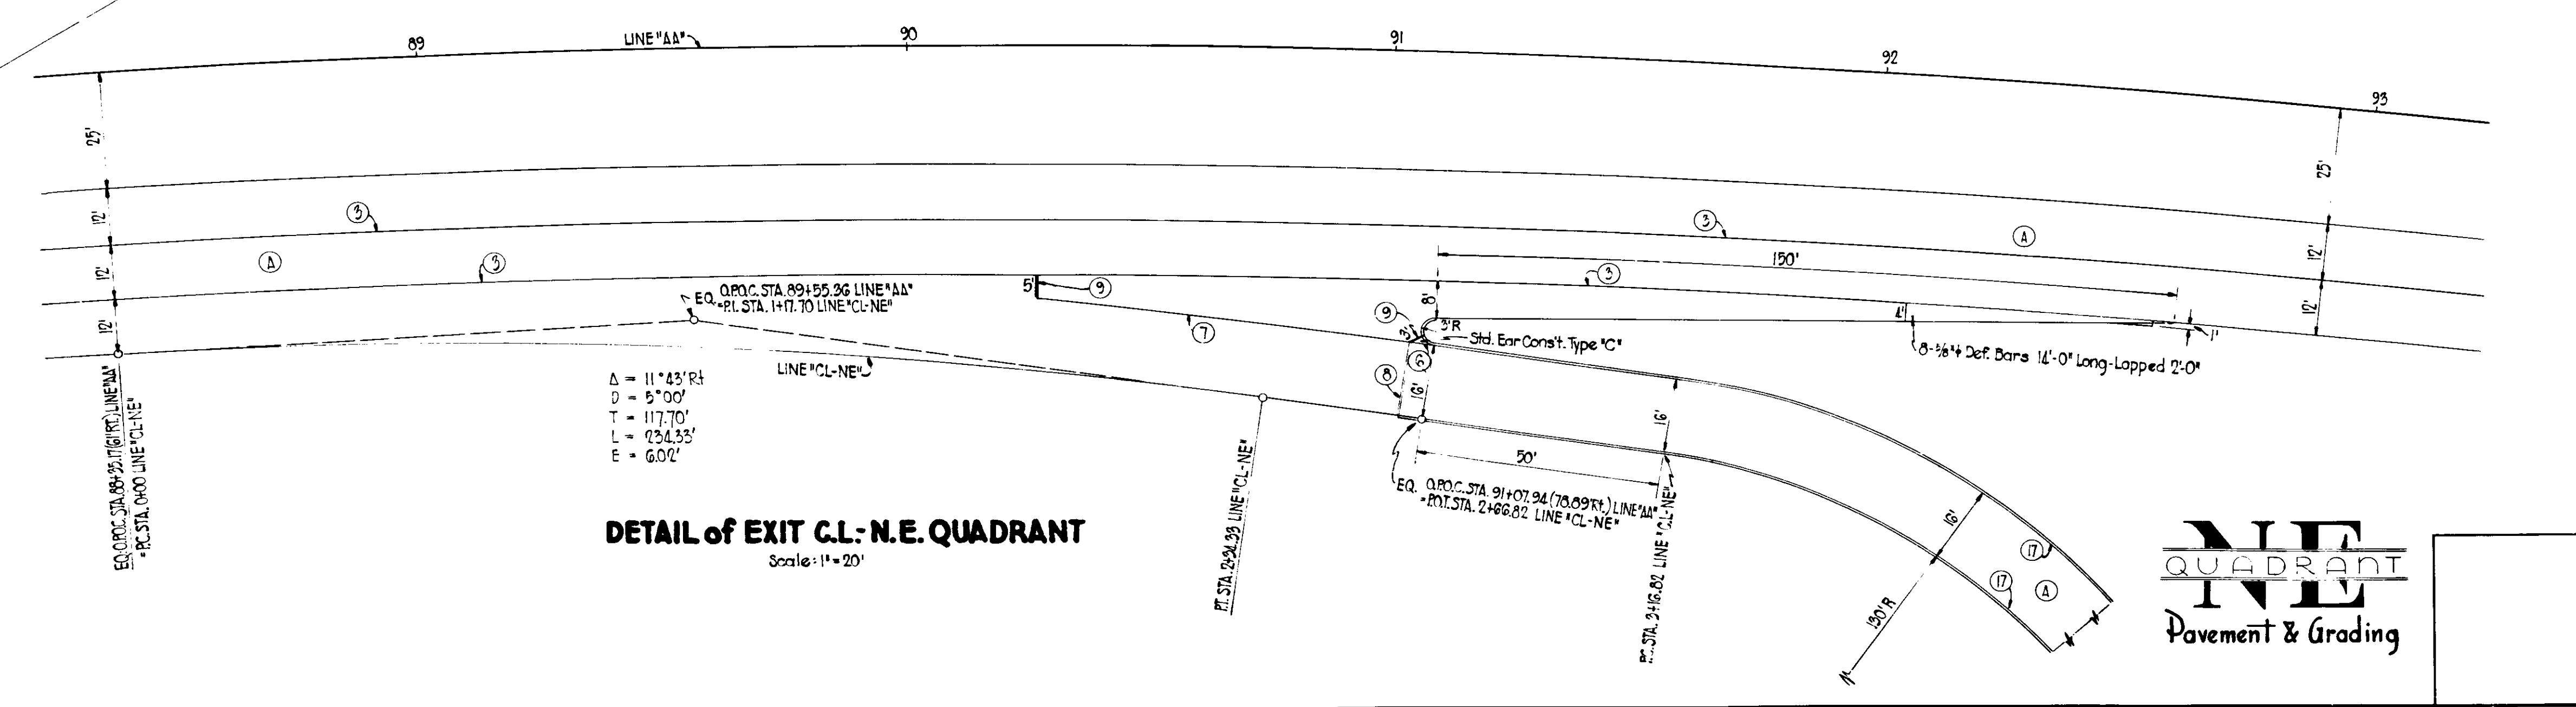 89
LINE "AA"
90
91
92
93
25'
12'
12'
12'
25'
12'
12'
3
3
3
3
A
A
150'
5'
9
EQ. O.P.O.C. STA. 89+55.36 LINE "AA"
= P.I. STA. 1+17.70 LINE "CL-NE"
7
8'
9
3'
3'R
Std. Ear Const. Type "C"
6
8
16'
4'
1'
8-5/8"ϕ Def. Bars 14'-0" Long-Lapped 2'-0"
LINE "CL-NE"
Δ = 11°43' Rt
D = 5°00'
T = 117.70'
L = 234.33'
E = 6.02'
EQ. O.P.O.C. STA. 88+35.17 (61' RT.) LINE "AA"
= P.C. STA. 0+00 LINE "CL-NE"
P.T. STA. 2+34.33 LINE "CL-NE"
50'
16'
EQ. O.P.O.C. STA. 91+07.94 (78.89' Rt.) LINE "AA"
= P.O.T. STA. 2+66.82 LINE "CL-NE"
P.C. STA. 3+16.82 LINE "CL-NE"
DETAIL of EXIT C.L.- N.E. QUADRANT
Scale: 1" = 20'
16'
17
17
A
130' R
NE
QUADRANT
Pavement & Grading